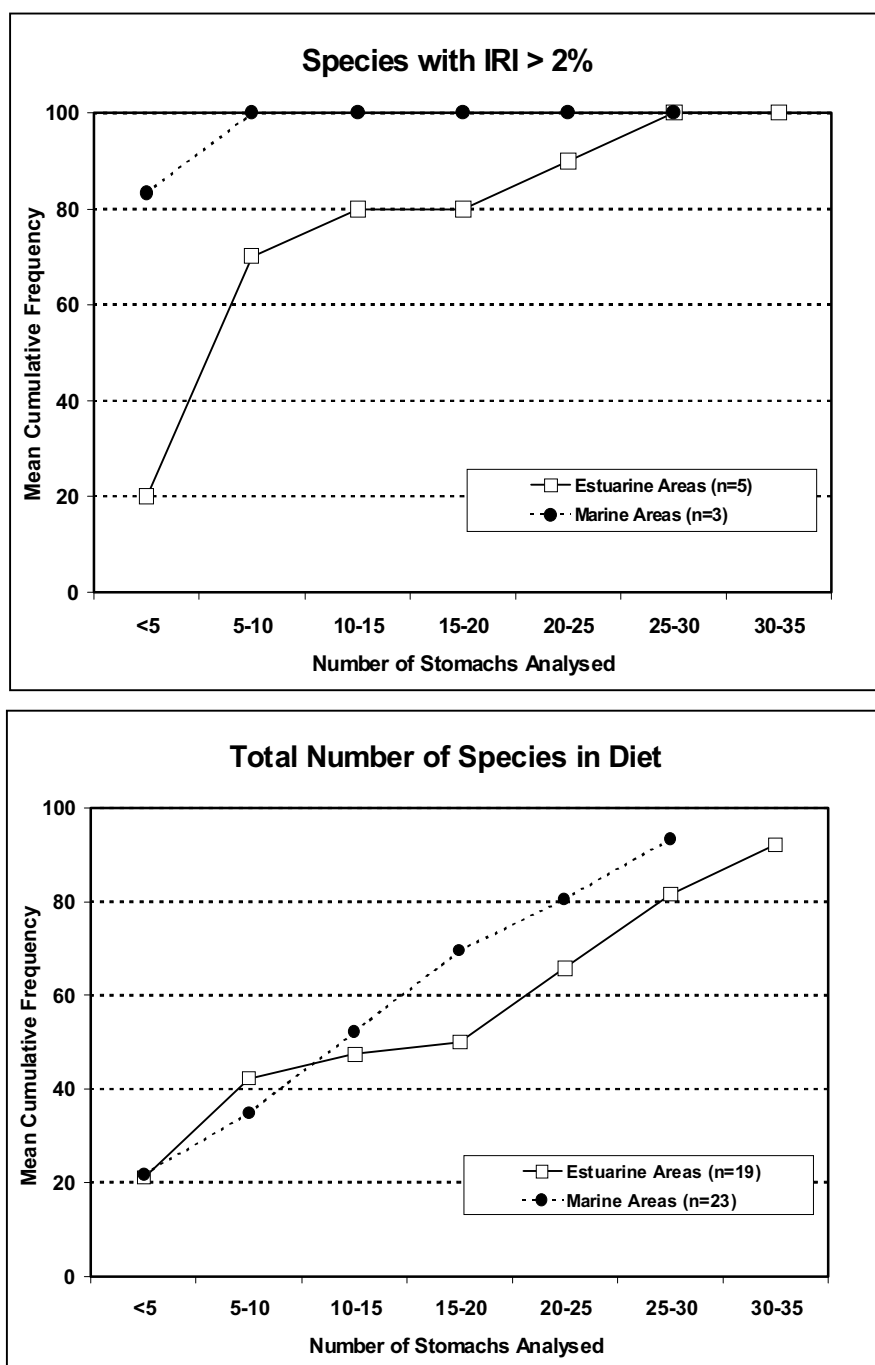 Species with IRI > 2%
100
80
60
40
20
0
Mean Cumulative Frequency
Estuarine Areas (n=5)
Marine Areas (n=3)
<5 5-10 10-15 15-20 20-25 25-30 30-35
Number of Stomachs Analysed
Total Number of Species in Diet
100
80
60
40
20
0
Mean Cumulative Frequency
Estuarine Areas (n=19)
Marine Areas (n=23)
<5 5-10 10-15 15-20 20-25 25-30 30-35
Number of Stomachs Analysed